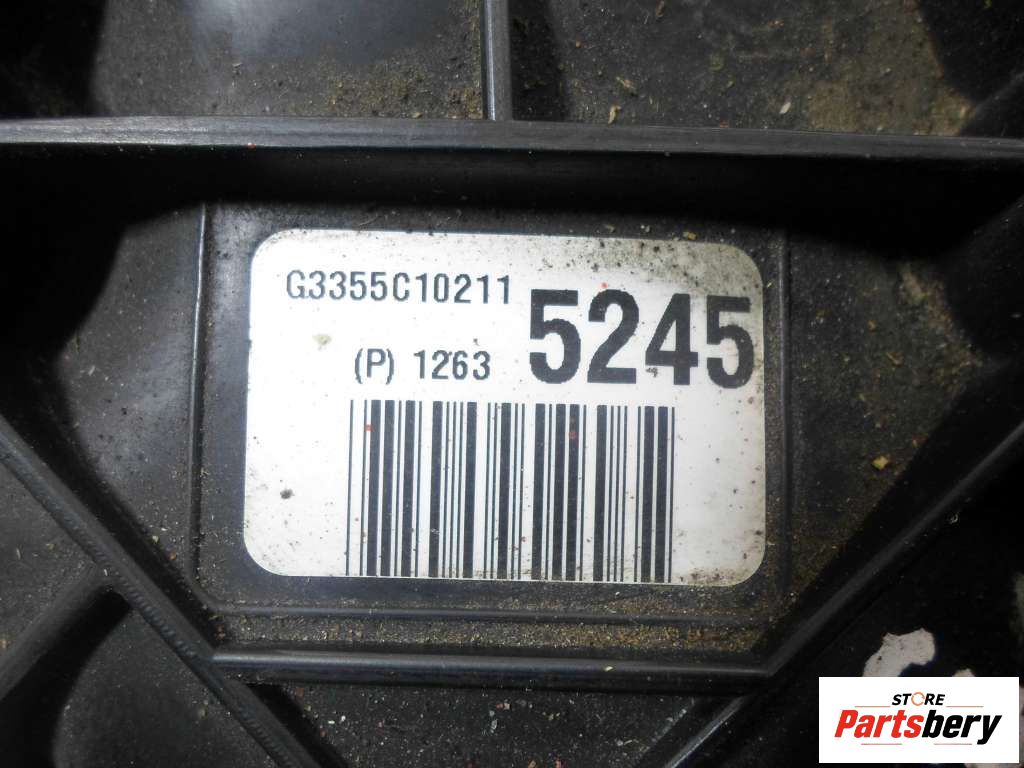 G3355C10211
5245
(P) 1263
STORE
Partsbery